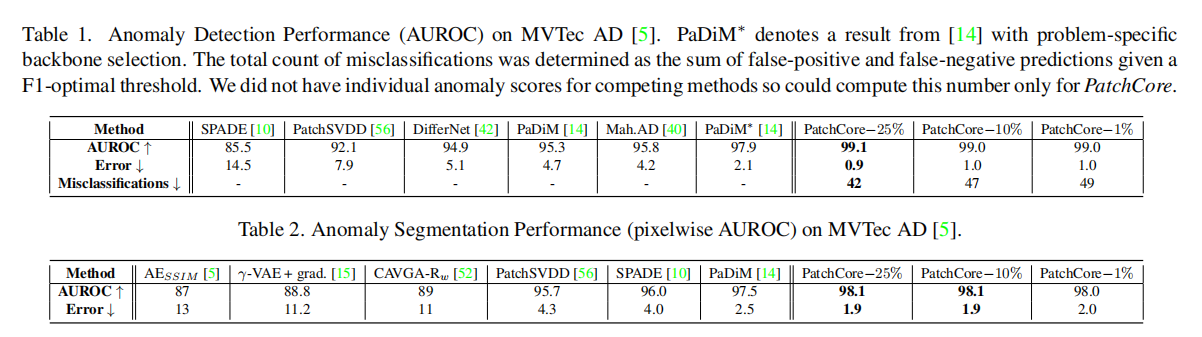 Table 1. Anomaly Detection Performance (AUROC) on MVTec AD [5]. PaDiM* denotes a result from [14] with problem-specific
backbone selection. The total count of misclassifications was determined as the sum of false-positive and false-negative predictions given a
F1-optimal threshold. We did not have individual anomaly scores for competing methods so could compute this number only for PatchCore.
Method SPADE [10] PatchSVDD [56] DifferNet [42] PaDiM [14] Mah.AD [40] PaDiM* [14] PatchCore−25% PatchCore−10% PatchCore−1%
AUROC ↑ 85.5 92.1 94.9 95.3 95.8 97.9 99.1 99.0 99.0
Error ↓ 14.5 7.9 5.1 4.7 4.2 2.1 0.9 1.0 1.0
Misclassifications ↓ - - - - - - 42 47 49
Table 2. Anomaly Segmentation Performance (pixelwise AUROC) on MVTec AD [5].
Method AESSIM [5] γ-VAE + grad. [15] CAVGA-Rw [52] PatchSVDD [56] SPADE [10] PaDiM [14] PatchCore−25% PatchCore−10% PatchCore−1%
AUROC ↑ 87 88.8 89 95.7 96.0 97.5 98.1 98.1 98.0
Error ↓ 13 11.2 11 4.3 4.0 2.5 1.9 1.9 2.0